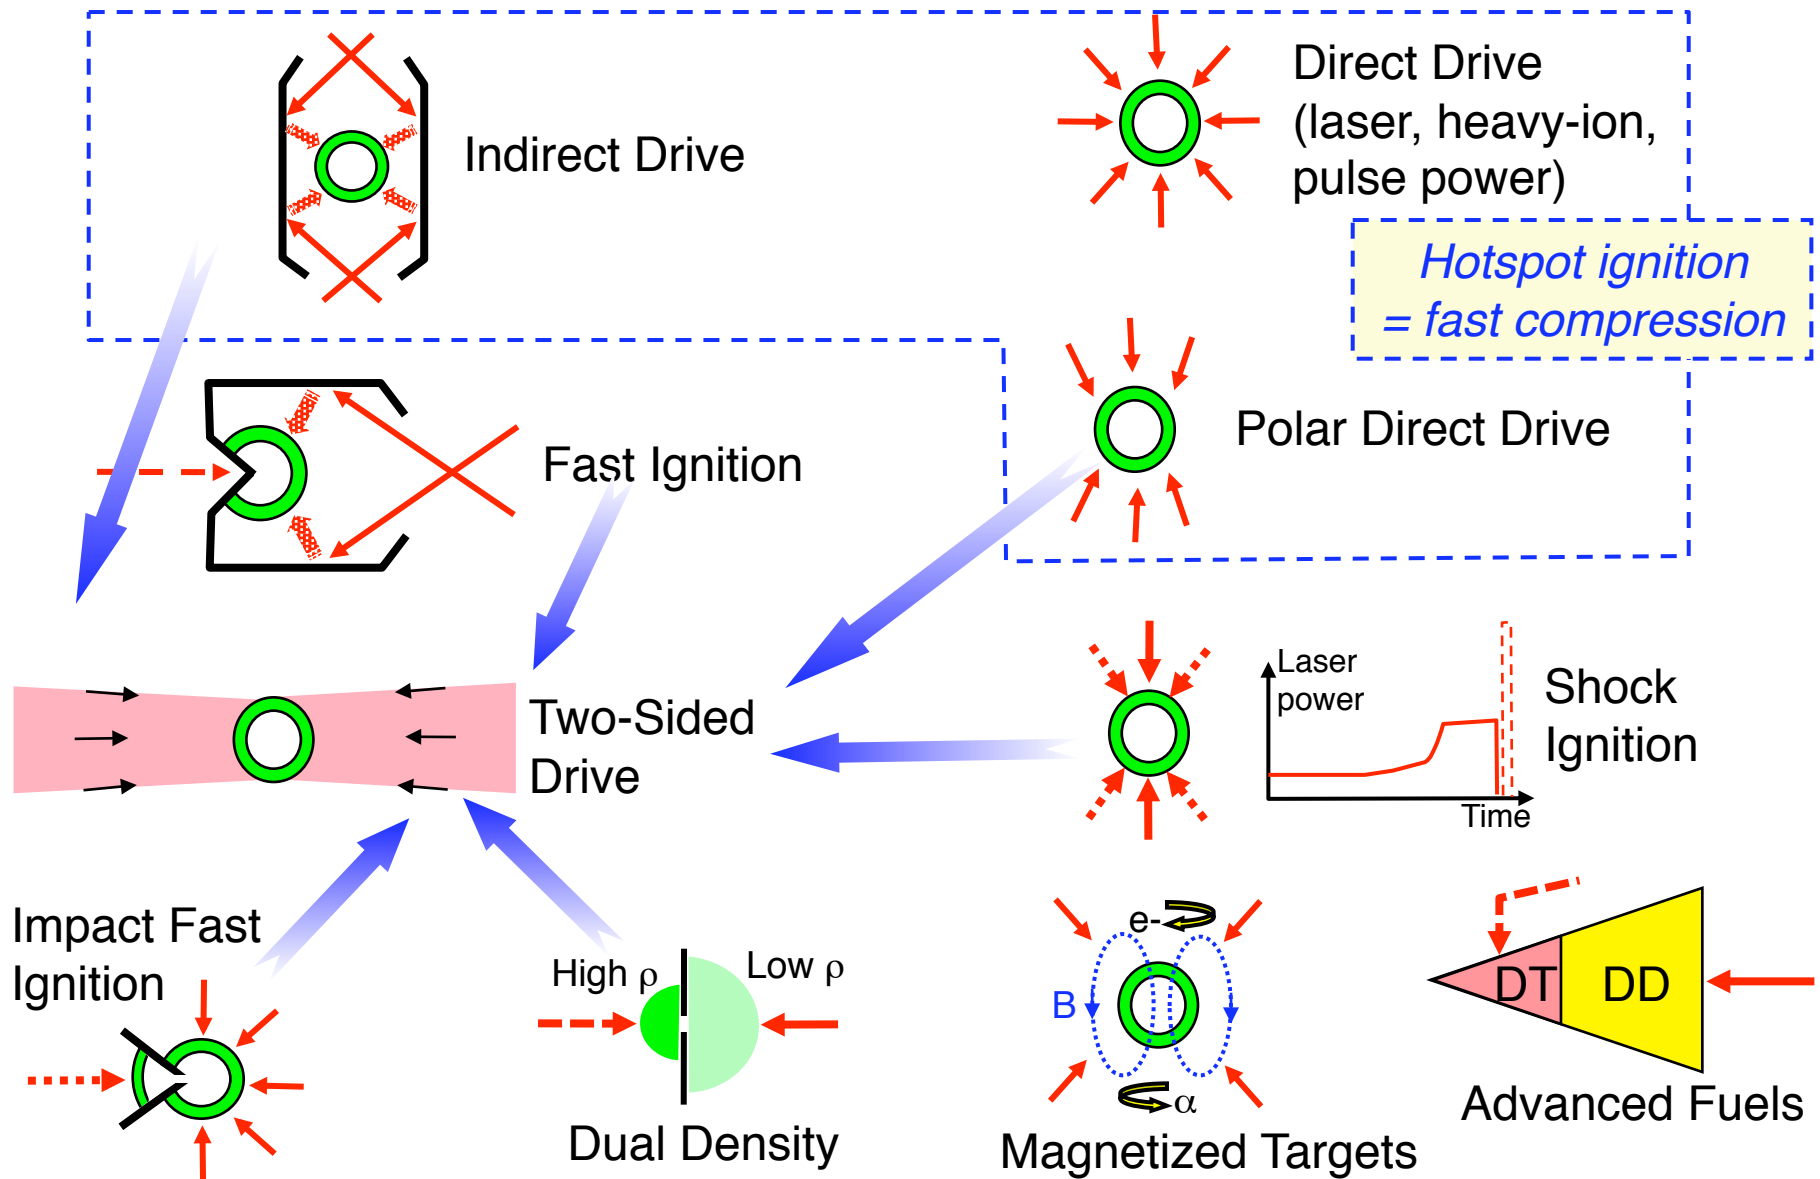 Indirect Drive
Direct Drive
(laser, heavy-ion,
pulse power)
Hotspot ignition
= fast compression
Fast Ignition
Polar Direct Drive
Two-Sided
Drive
Laser
power
Time
Shock
Ignition
Impact Fast
Ignition
High ρ
Low ρ
Dual Density
e-
B
α
Magnetized Targets
DT
DD
Advanced Fuels